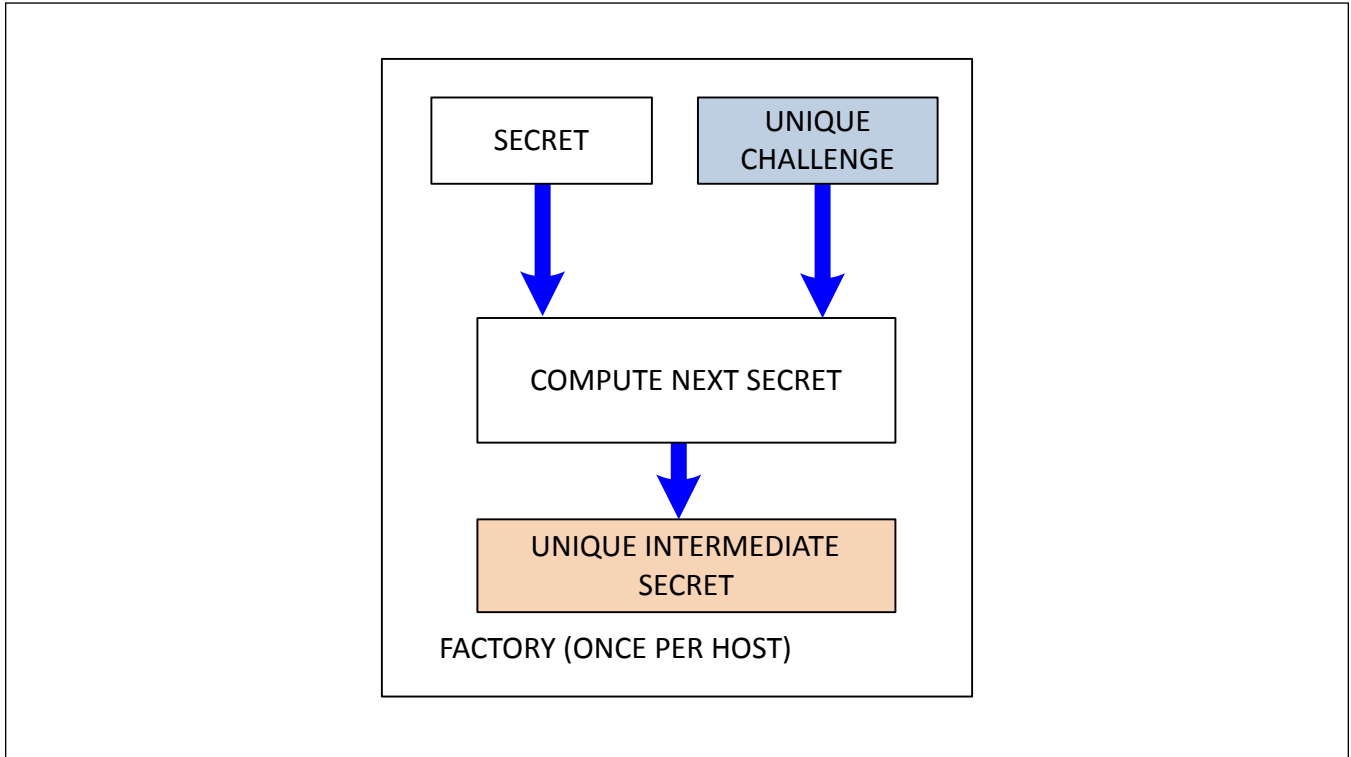 SECRET
UNIQUE
CHALLENGE
COMPUTE NEXT SECRET
UNIQUE INTERMEDIATE
SECRET
FACTORY (ONCE PER HOST)